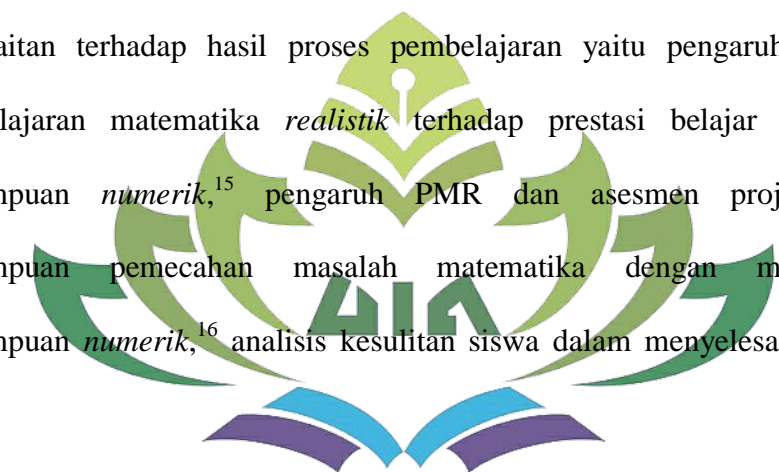 aitan terhadap hasil proses pembelajaran yaitu pengaruh
lajaran matematika realistik terhadap prestasi belajar
npuan numerik,15 pengaruh PMR dan asesmen proj
npuan pemecahan masalah matematika dengan m
UIN
npuan numerik,16 analisis kesulitan siswa dalam menyelesa